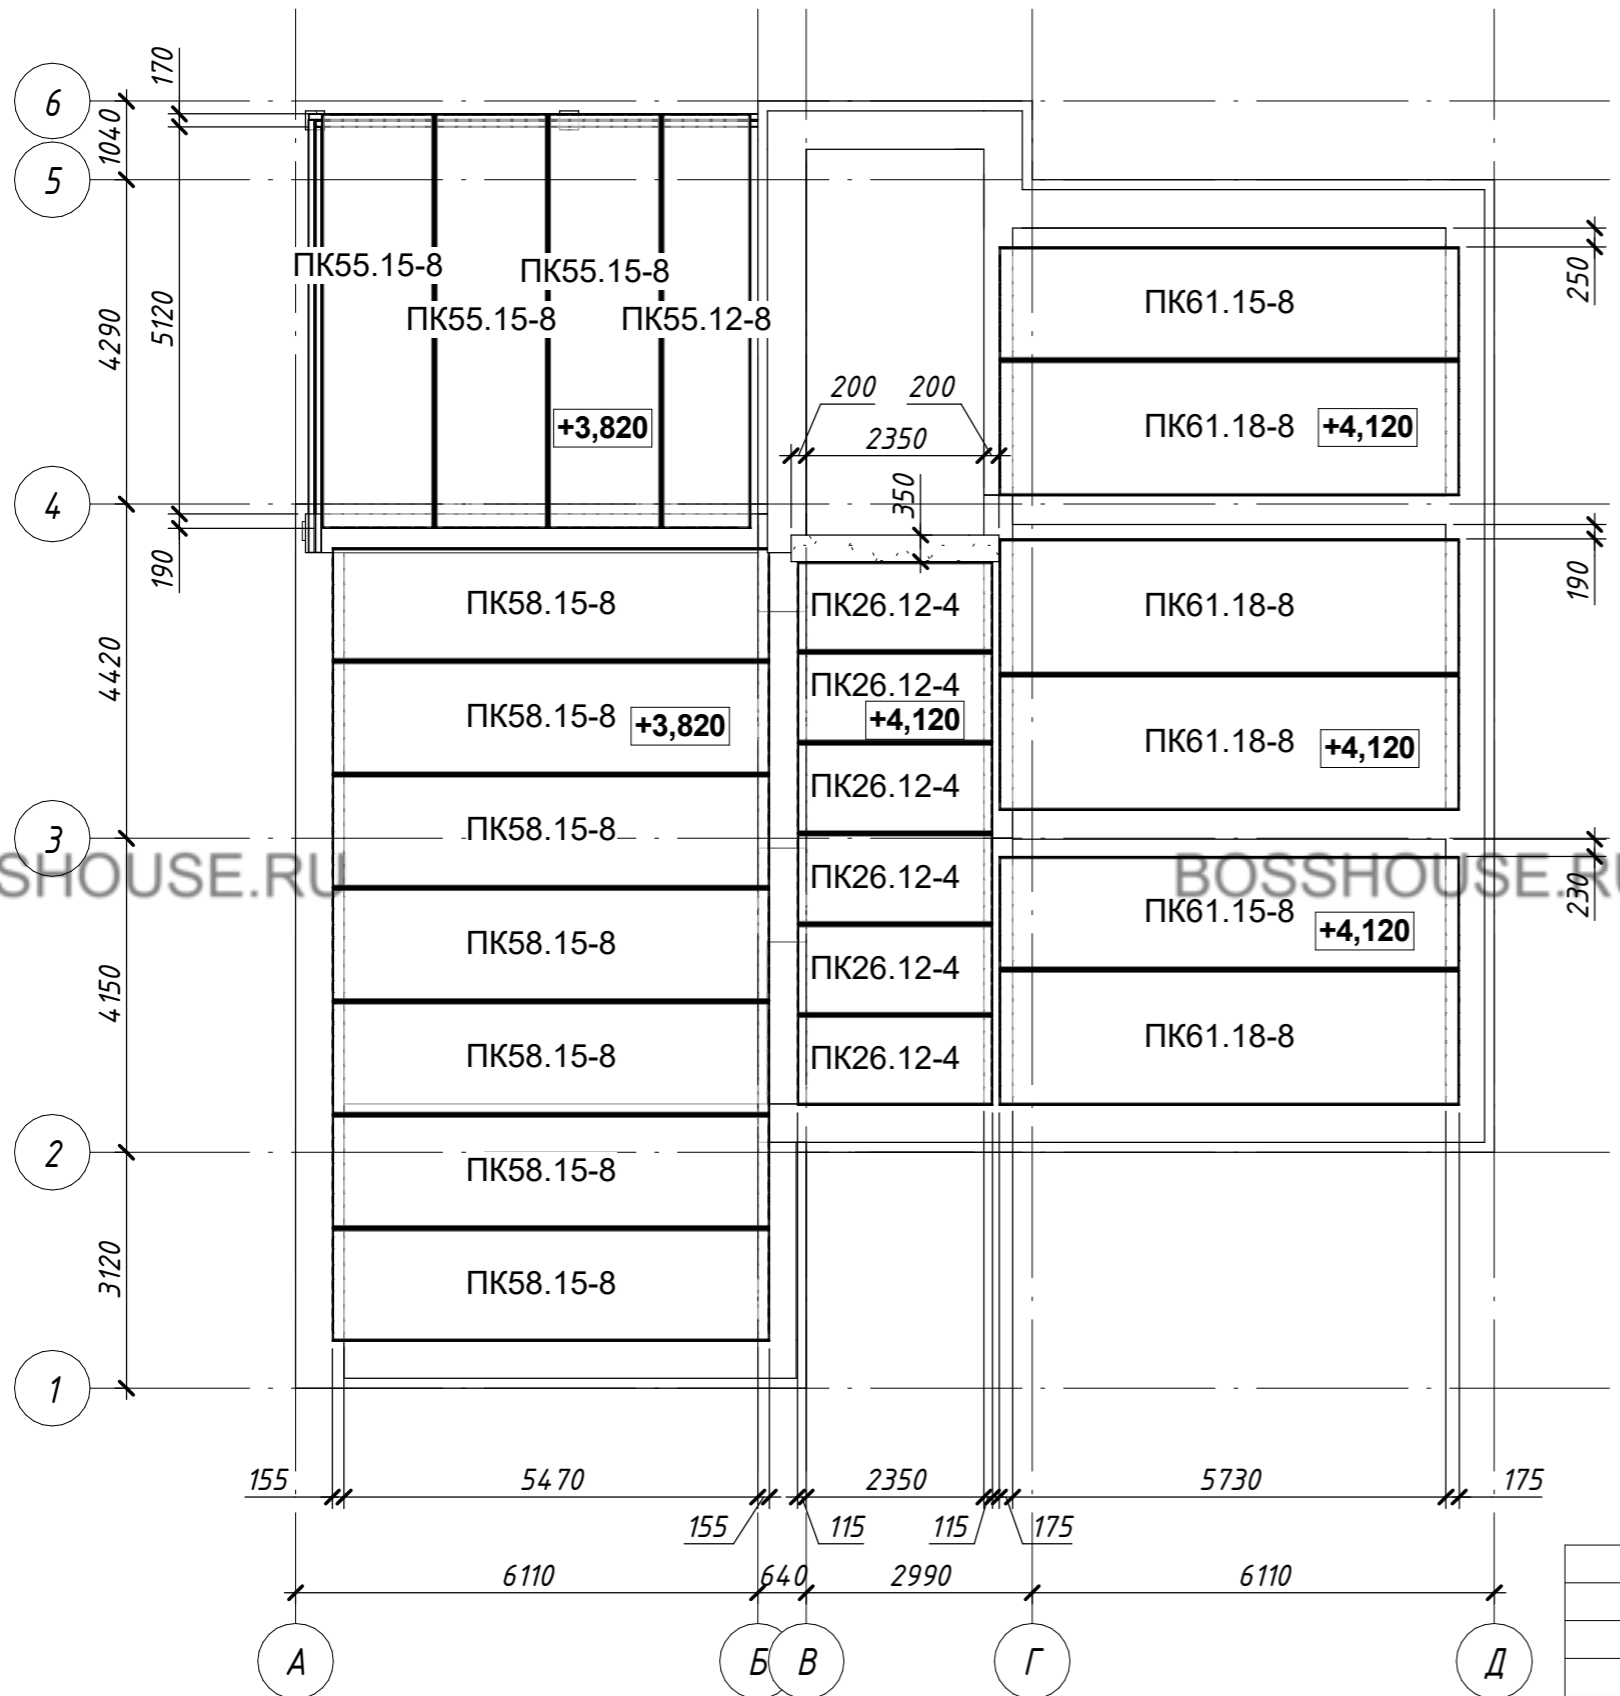 170
6
1040
5
ПК55.15-8
ПК55.15-8
ПК55.15-8
ПК55.12-8
+3,820
4290
5120
250
ПК61.15-8
200
200
2350
ПК61.18-8
+4,120
4
350
190
190
ПК58.15-8
ПК26.12-4
ПК61.18-8
4420
ПК58.15-8
+3,820
ПК26.12-4
+4,120
ПК61.18-8
+4,120
ПК58.15-8
ПК26.12-4
3
SHOUSE.RU
BOSSHOUSE.RU
230
ПК58.15-8
ПК26.12-4
ПК61.15-8
+4,120
4150
ПК58.15-8
ПК26.12-4
ПК61.18-8
ПК26.12-4
2
ПК58.15-8
3120
ПК58.15-8
1
155
5470
2350
5730
175
155
115
115
175
6110
640
2990
6110
А
Б
В
Г
Д